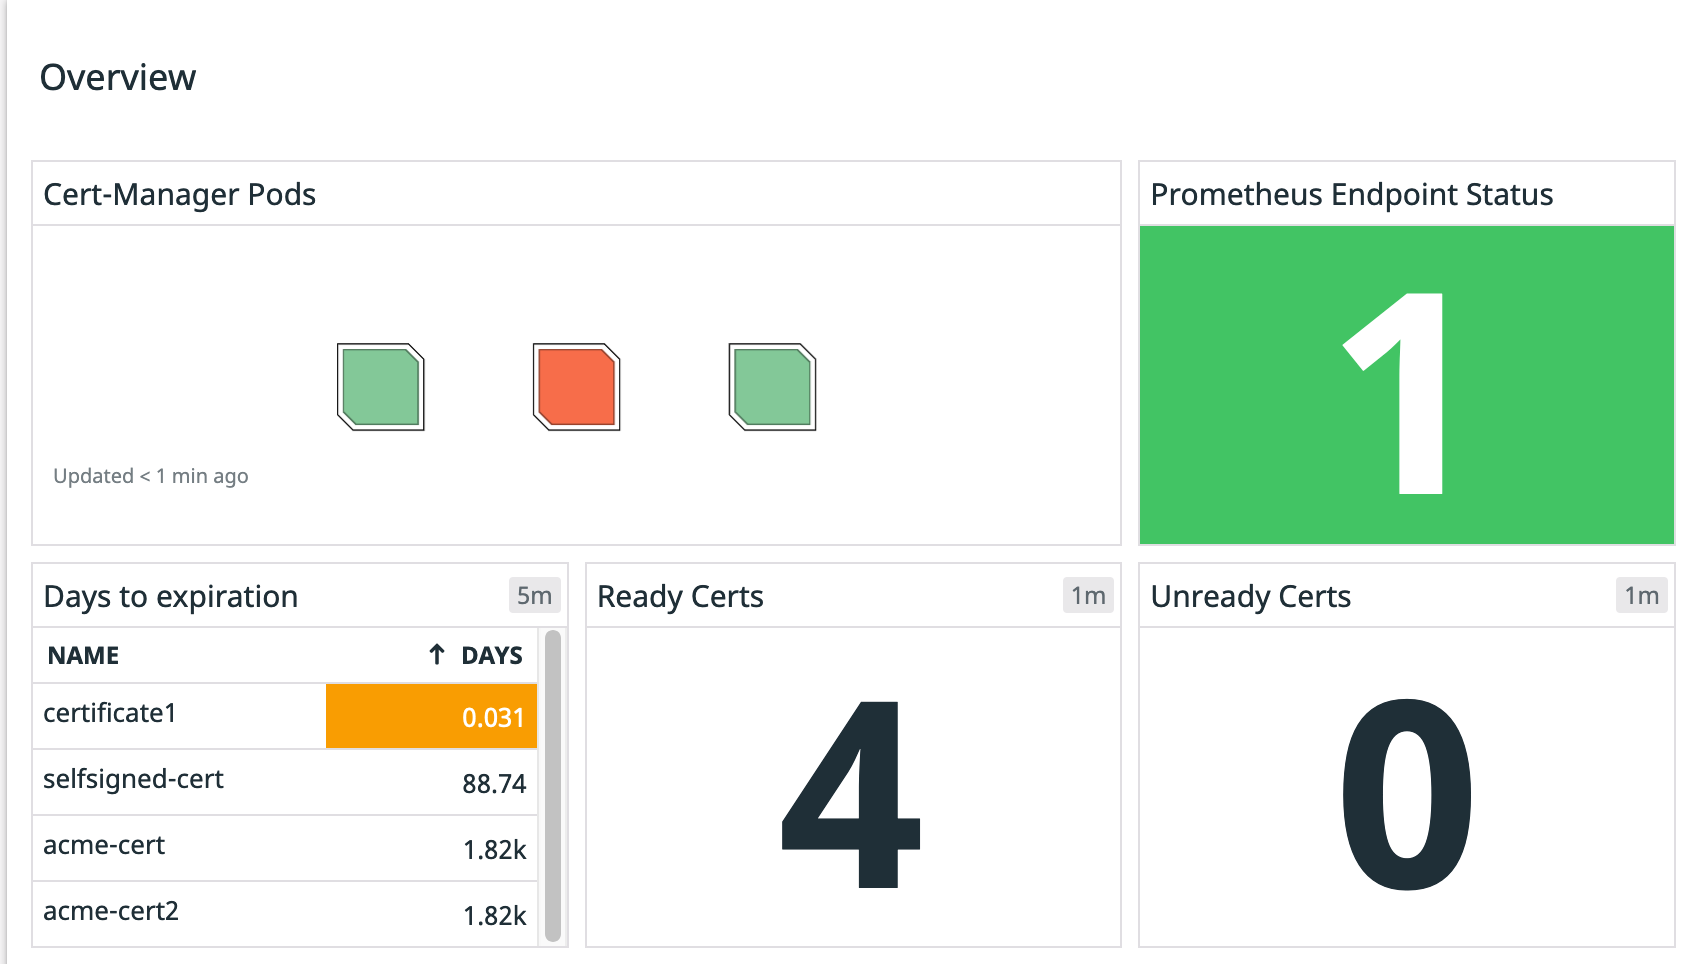 Overview
Cert-Manager Pods
Prometheus Endpoint Status
1
Updated < 1 min ago
Days to expiration 5m
NAME ↑ DAYS
certificate1 0.031
selfsigned-cert 88.74
acme-cert 1.82k
acme-cert2 1.82k
Ready Certs 1m
4
Unready Certs 1m
0